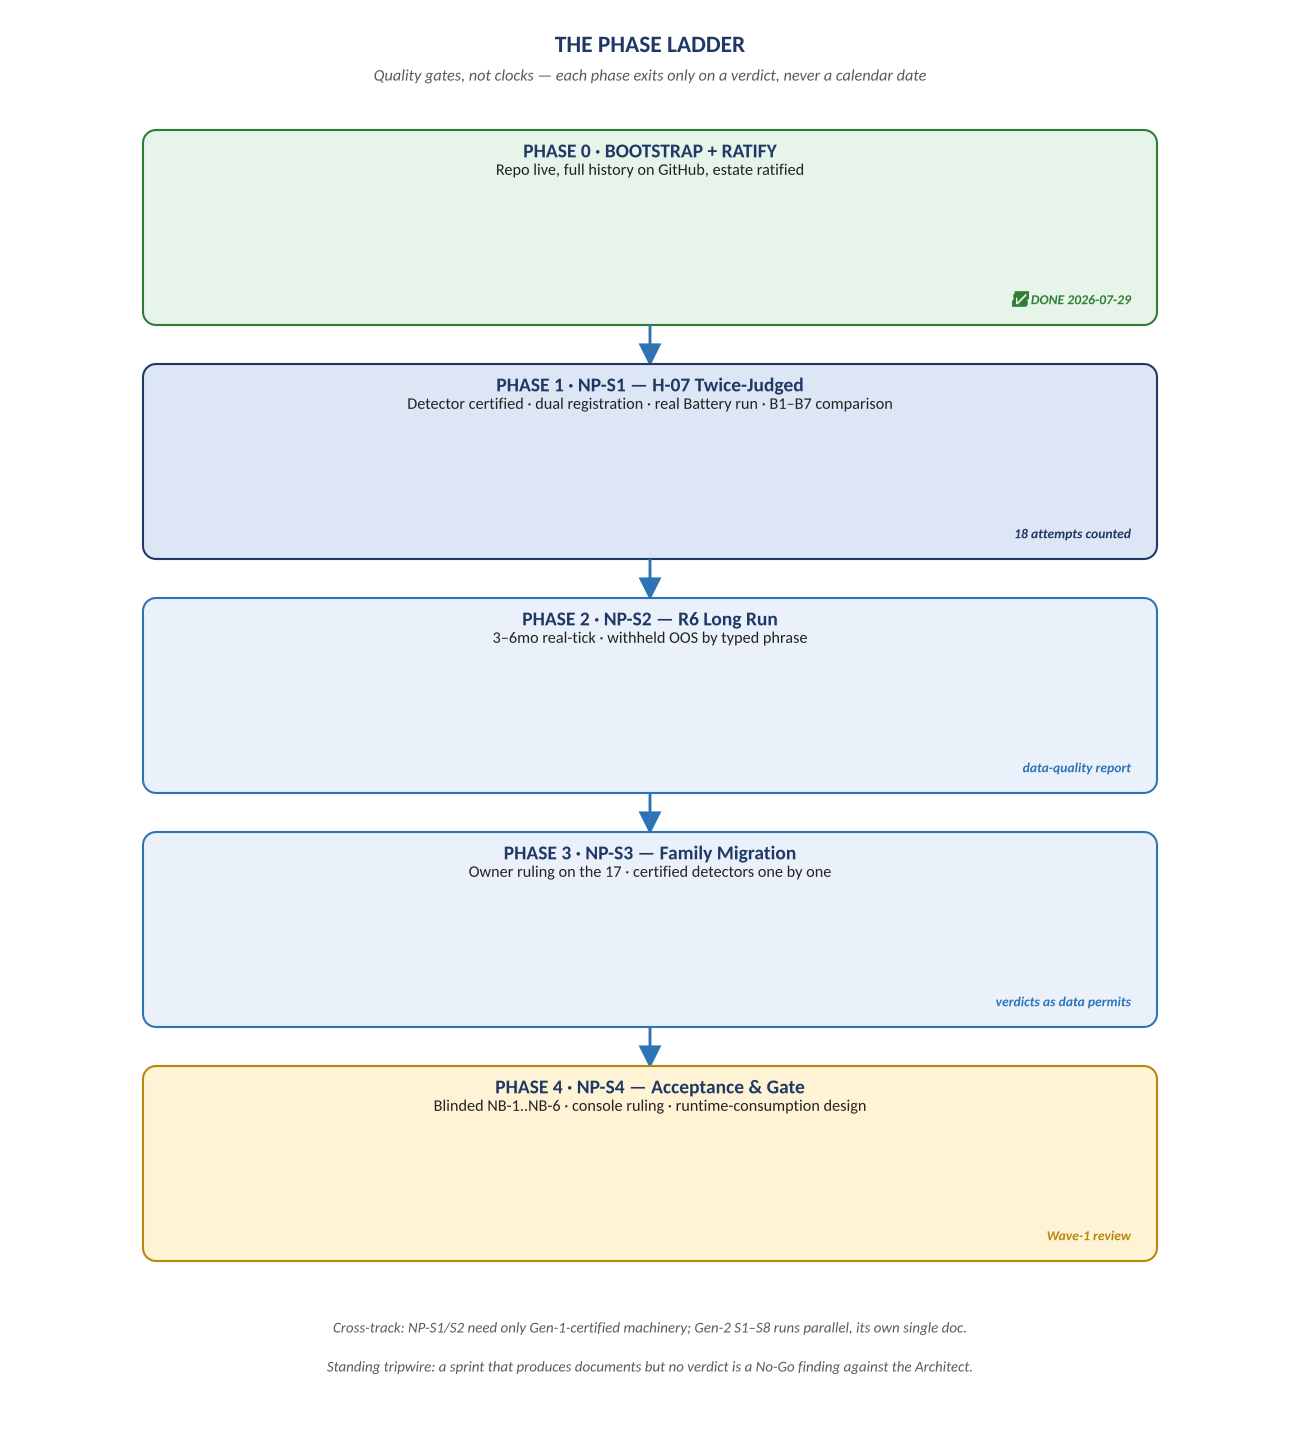 THE PHASE LADDER
Quality gates, not clocks — each phase exits only on a verdict, never a calendar date
PHASE 0 · BOOTSTRAP + RATIFY
Repo live, full history on GitHub, estate ratified
✅ DONE 2026-07-29
PHASE 1 · NP-S1 — H-07 Twice-Judged
Detector certified · dual registration · real Battery run · B1–B7 comparison
18 attempts counted
PHASE 2 · NP-S2 — R6 Long Run
3–6mo real-tick · withheld OOS by typed phrase
data-quality report
PHASE 3 · NP-S3 — Family Migration
Owner ruling on the 17 · certified detectors one by one
verdicts as data permits
PHASE 4 · NP-S4 — Acceptance & Gate
Blinded NB-1..NB-6 · console ruling · runtime-consumption design
Wave-1 review
Cross-track: NP-S1/S2 need only Gen-1-certified machinery; Gen-2 S1–S8 runs parallel, its own single doc.
Standing tripwire: a sprint that produces documents but no verdict is a No-Go finding against the Architect.